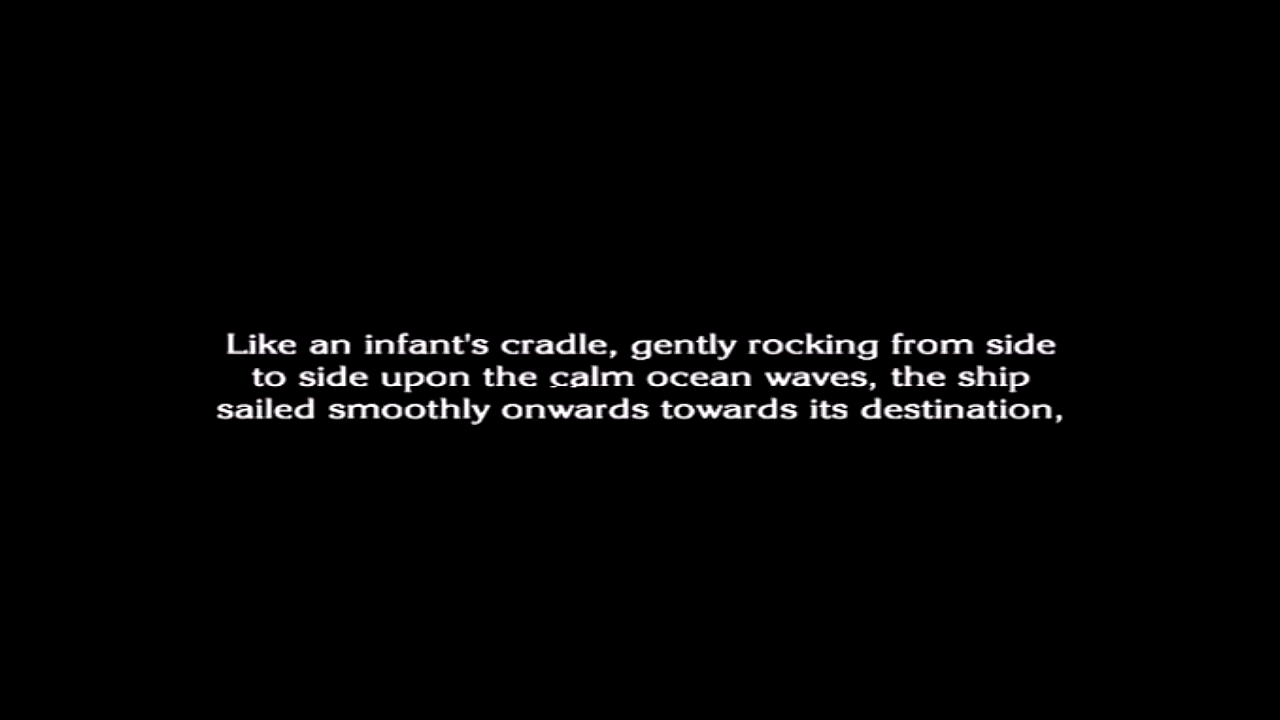 Like an infant's cradle, gently rocking from side
to side upon the calm ocean waves, the ship
sailed smoothly onwards towards its destination,